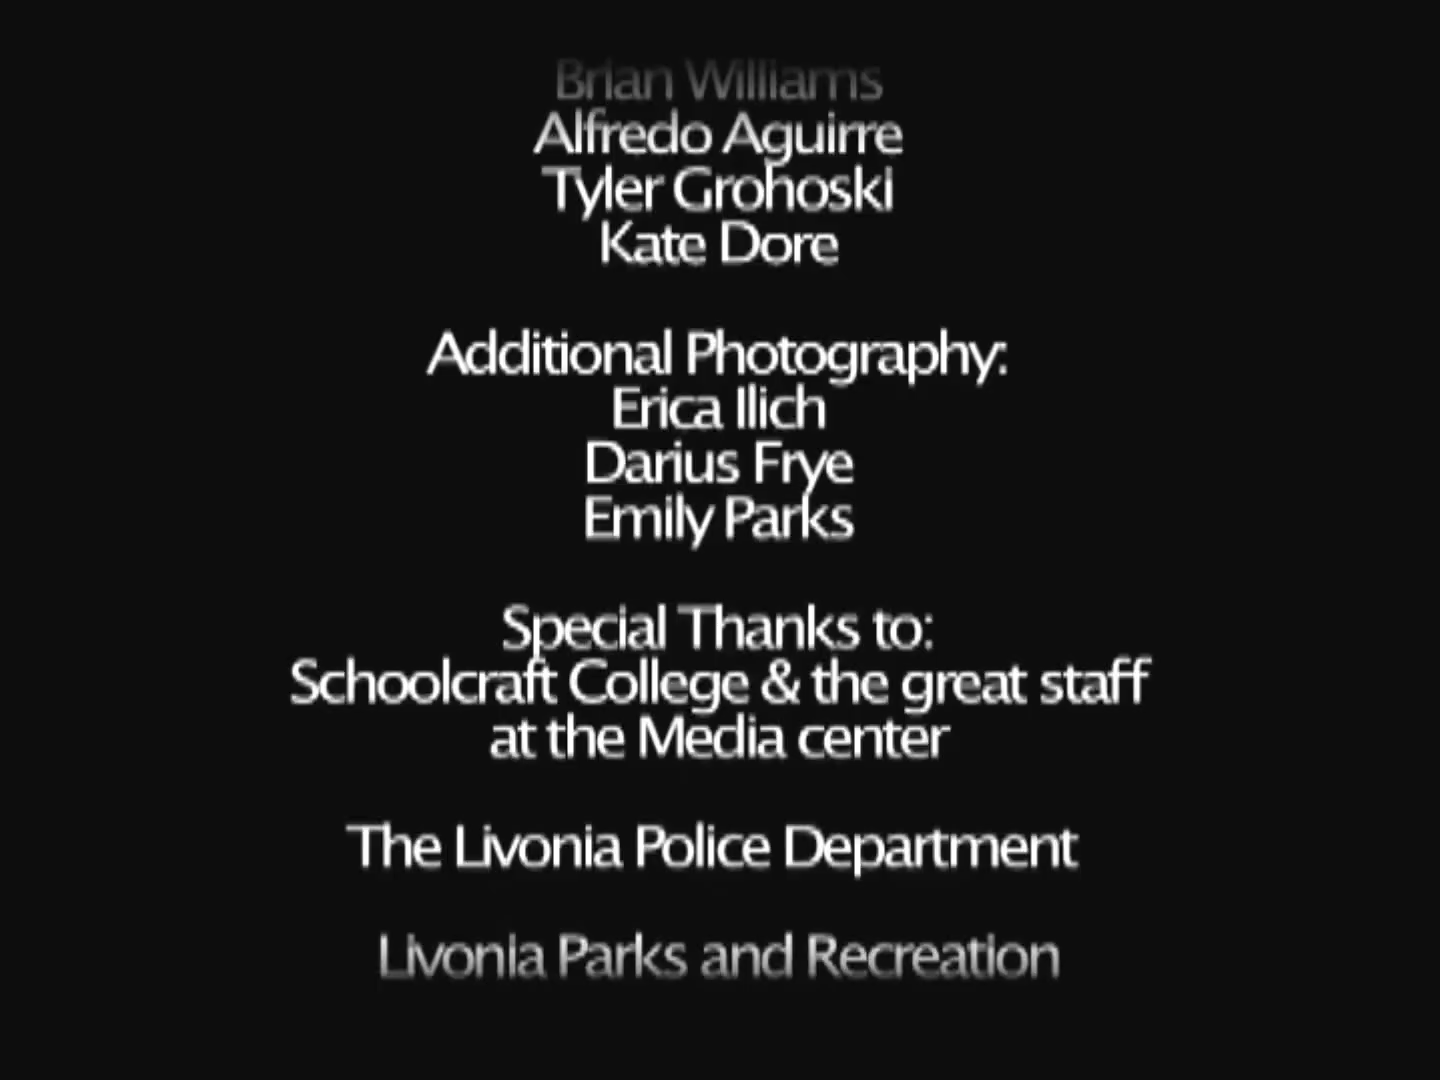 Brian Williams
Alfredo Aguirre
Tyler Grohoski
Kate Dore
Additional Photography:
Erica Ilich
Darius Frye
Emily Parks
Special Thanks to:
Schoolcraft College & the great staff
at the Media center
The Livonia Police Department
Livonia Parks and Recreation